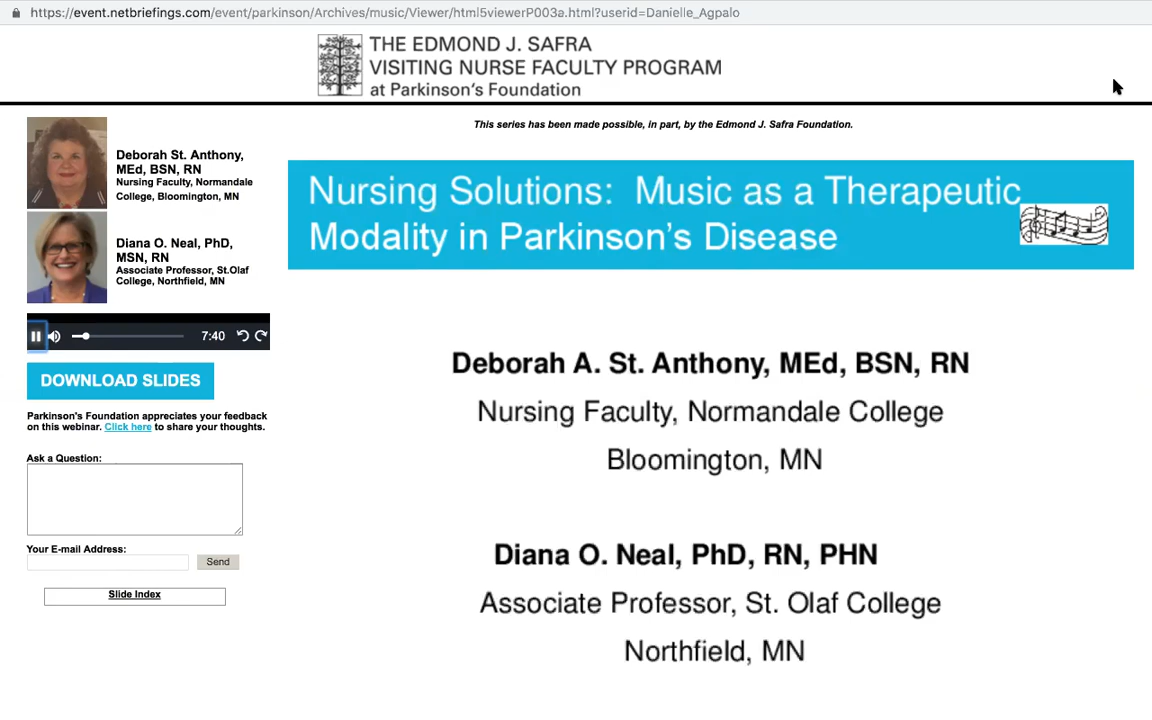 https://event.netbriefings.com/event/parkinson/Archives/music/Viewer/html5viewerP003a.html?userid=Danielle_Agpalo
THE EDMOND J. SAFRA
VISITING NURSE FACULTY PROGRAM
at Parkinson's Foundation
This series has been made possible, in part, by the Edmond J. Safra Foundation.
Deborah St. Anthony,
MEd, BSN, RN
Nursing Faculty, Normandale
College, Bloomington, MN
Diana O. Neal, PhD,
MSN, RN
Associate Professor, St.Olaf
College, Northfield, MN
7:40
DOWNLOAD SLIDES
Parkinson's Foundation appreciates your feedback
on this webinar. Click here to share your thoughts.
Ask a Question:
Your E-mail Address:
Send
Slide Index
Nursing Solutions: Music as a Therapeutic
Modality in Parkinson's Disease
Deborah A. St. Anthony, MEd, BSN, RN
Nursing Faculty, Normandale College
Bloomington, MN
Diana O. Neal, PhD, RN, PHN
Associate Professor, St. Olaf College
Northfield, MN